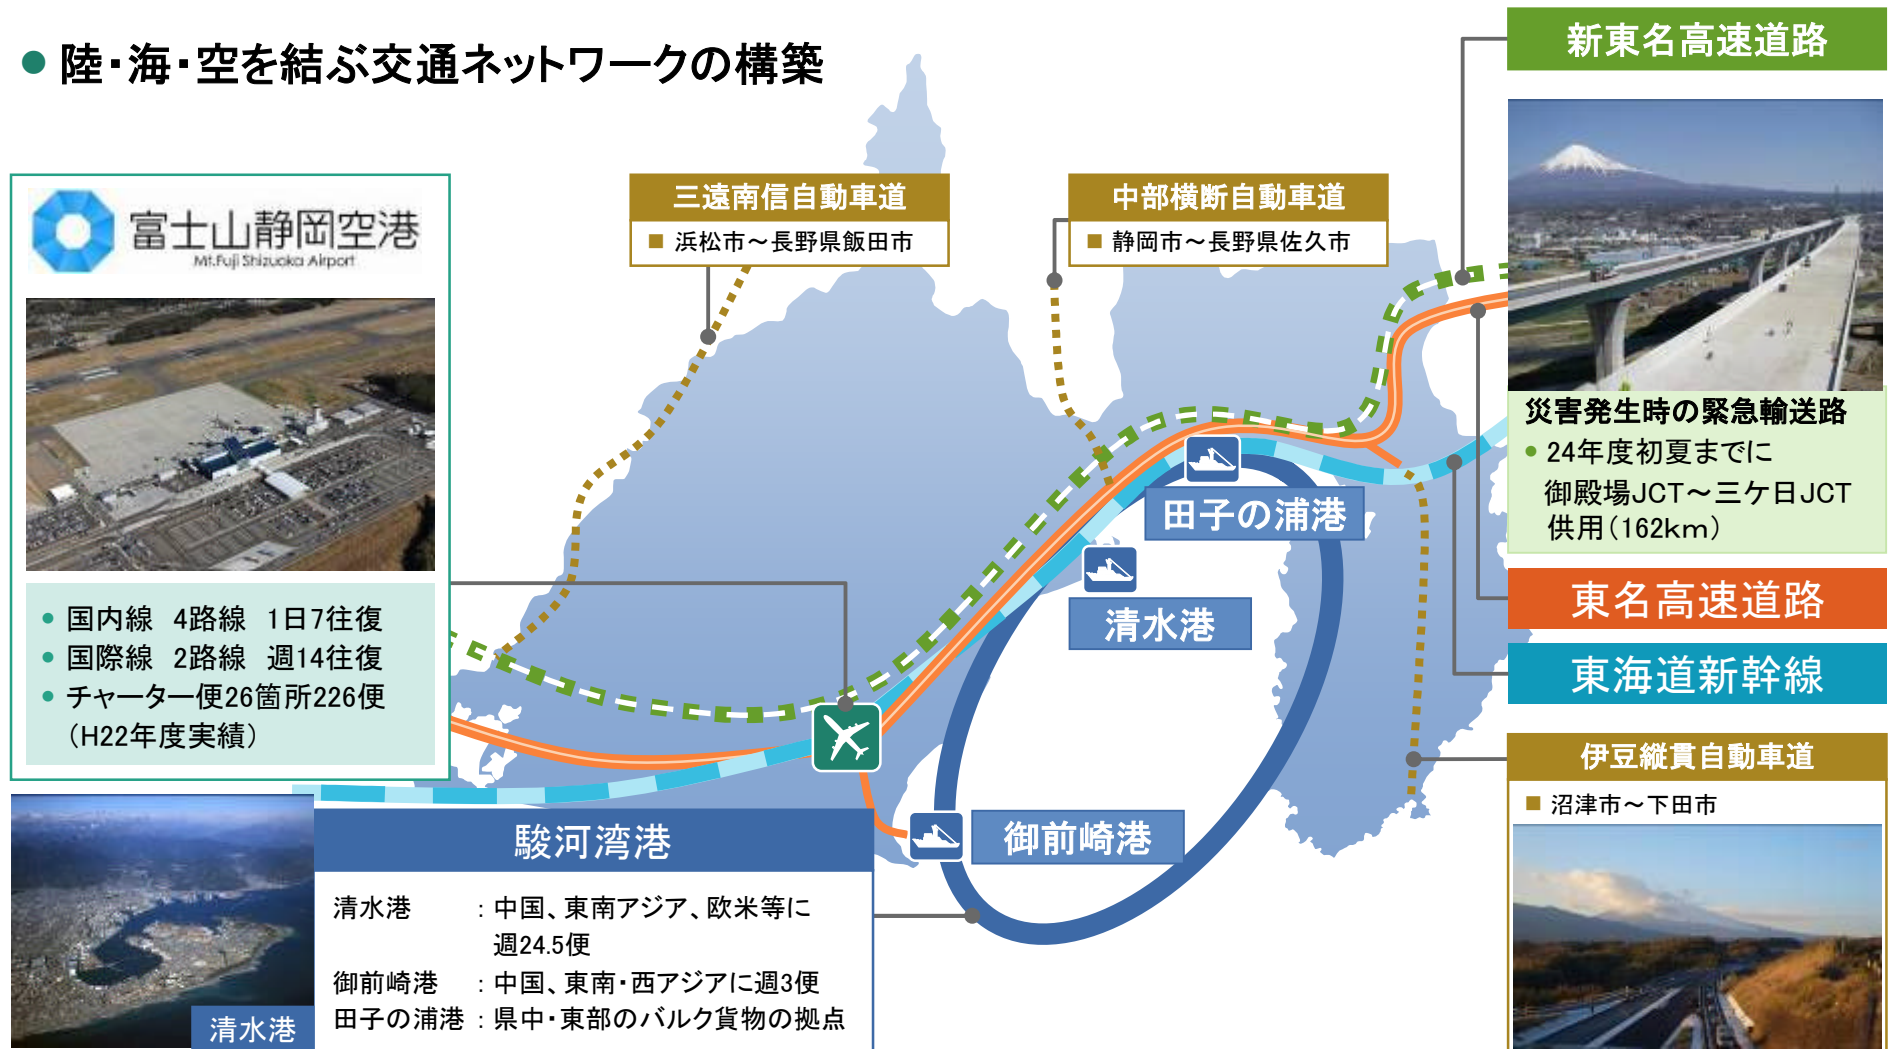 陸・海・空を結ぶ交通ネットワークの構築
富士山静岡空港
Mt.Fuji Shizuoka Airport
国内線 4路線 1日7往復
国際線 2路線 週14往復
チャーター便26箇所226便
（H22年度実績）
三遠南信自動車道
浜松市～長野県飯田市
中部横断自動車道
静岡市～長野県佐久市
新東名高速道路
災害発生時の緊急輸送路
24年度初夏までに
御殿場JCT～三ケ日JCT
供用（162km）
東名高速道路
東海道新幹線
伊豆縦貫自動車道
沼津市～下田市
田子の浦港
清水港
御前崎港
駿河湾港
清水港 ：中国、東南アジア、欧米等に
週24.5便
御前崎港 ：中国、東南・西アジアに週3便
田子の浦港：県中・東部のバルク貨物の拠点
清水港